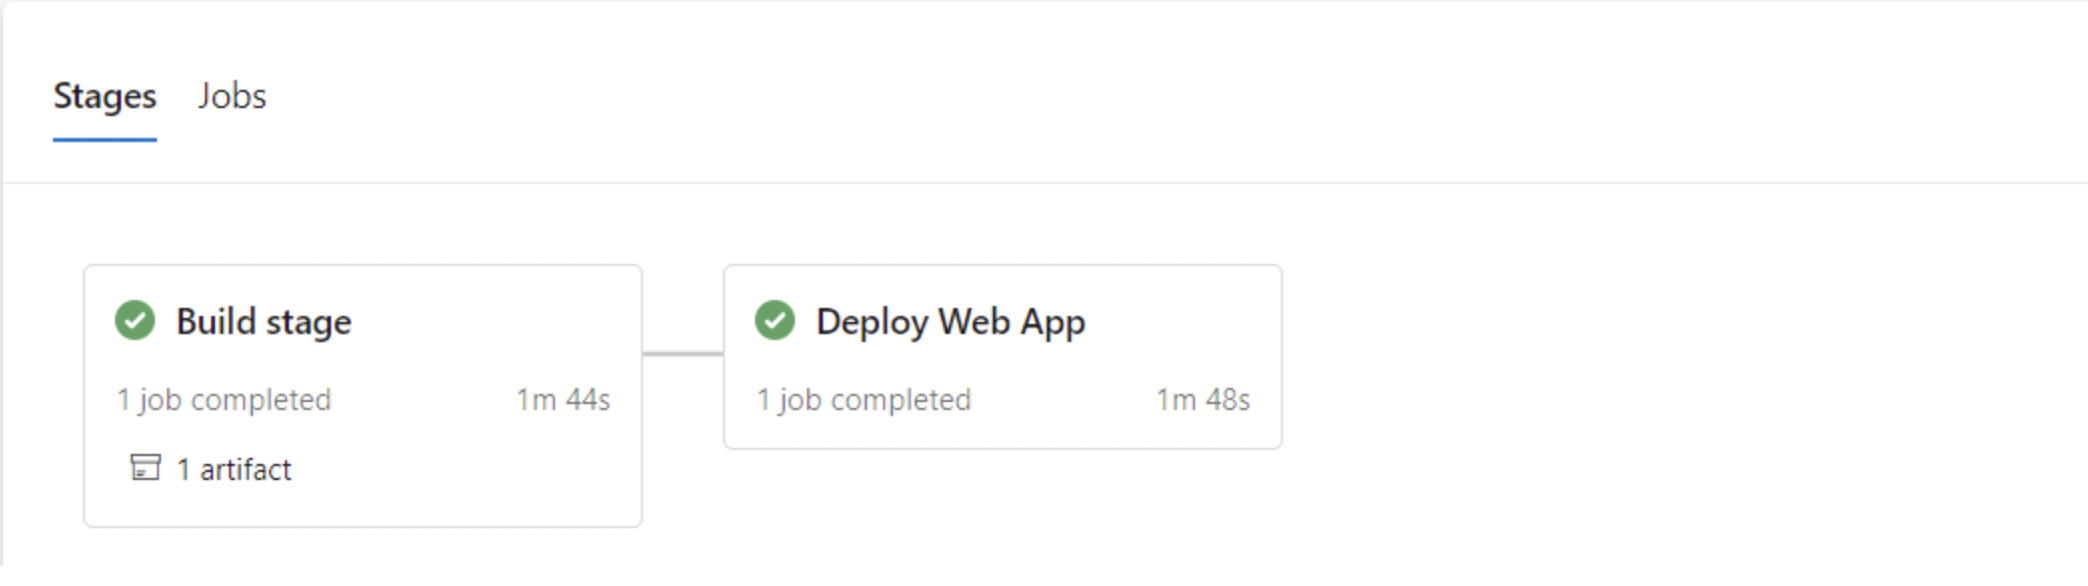 Stages Jobs
Build stage
1 job completed 1m 44s
1 artifact
Deploy Web App
1 job completed 1m 48s